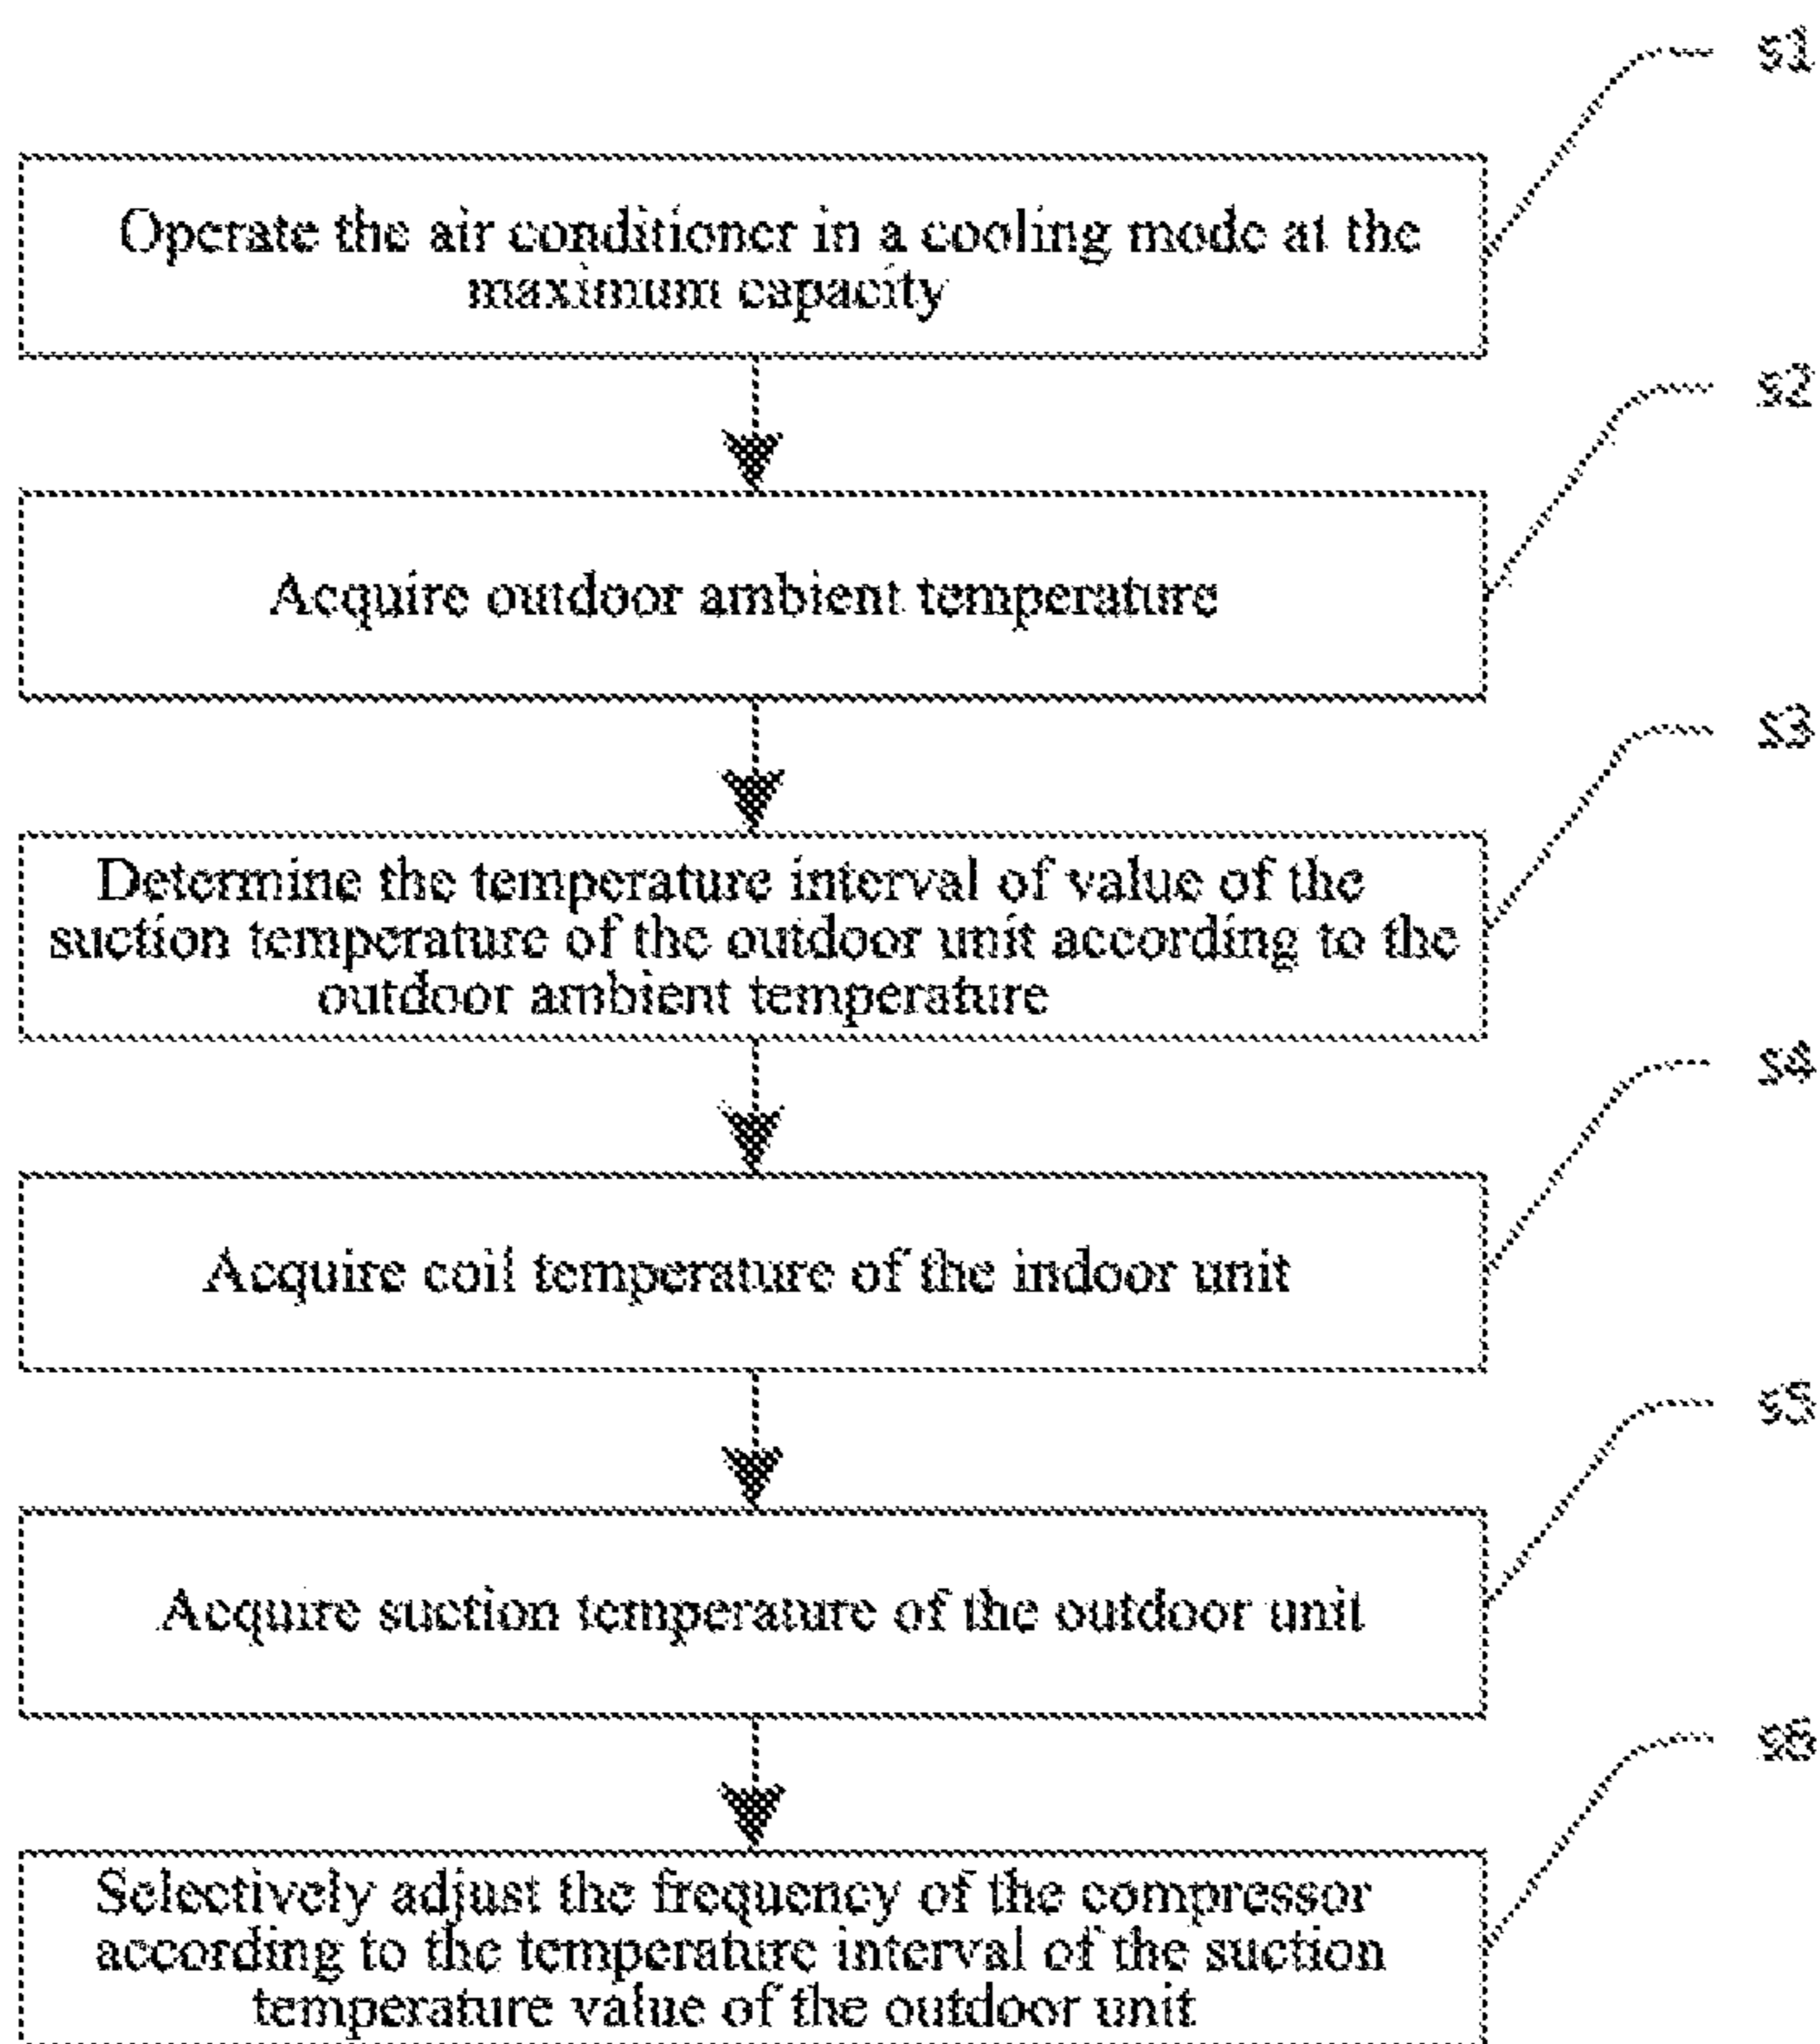 s1
Operate the air conditioner in a cooling mode at the
maximum capacity
s2
Acquire outdoor ambient temperature
s3
Determine the temperature interval of value of the
suction temperature of the outdoor unit according to the
outdoor ambient temperature
s4
Acquire coil temperature of the indoor unit
s5
Acquire suction temperature of the outdoor unit
s6
Selectively adjust the frequency of the compressor
according to the temperature interval of the suction
temperature value of the outdoor unit